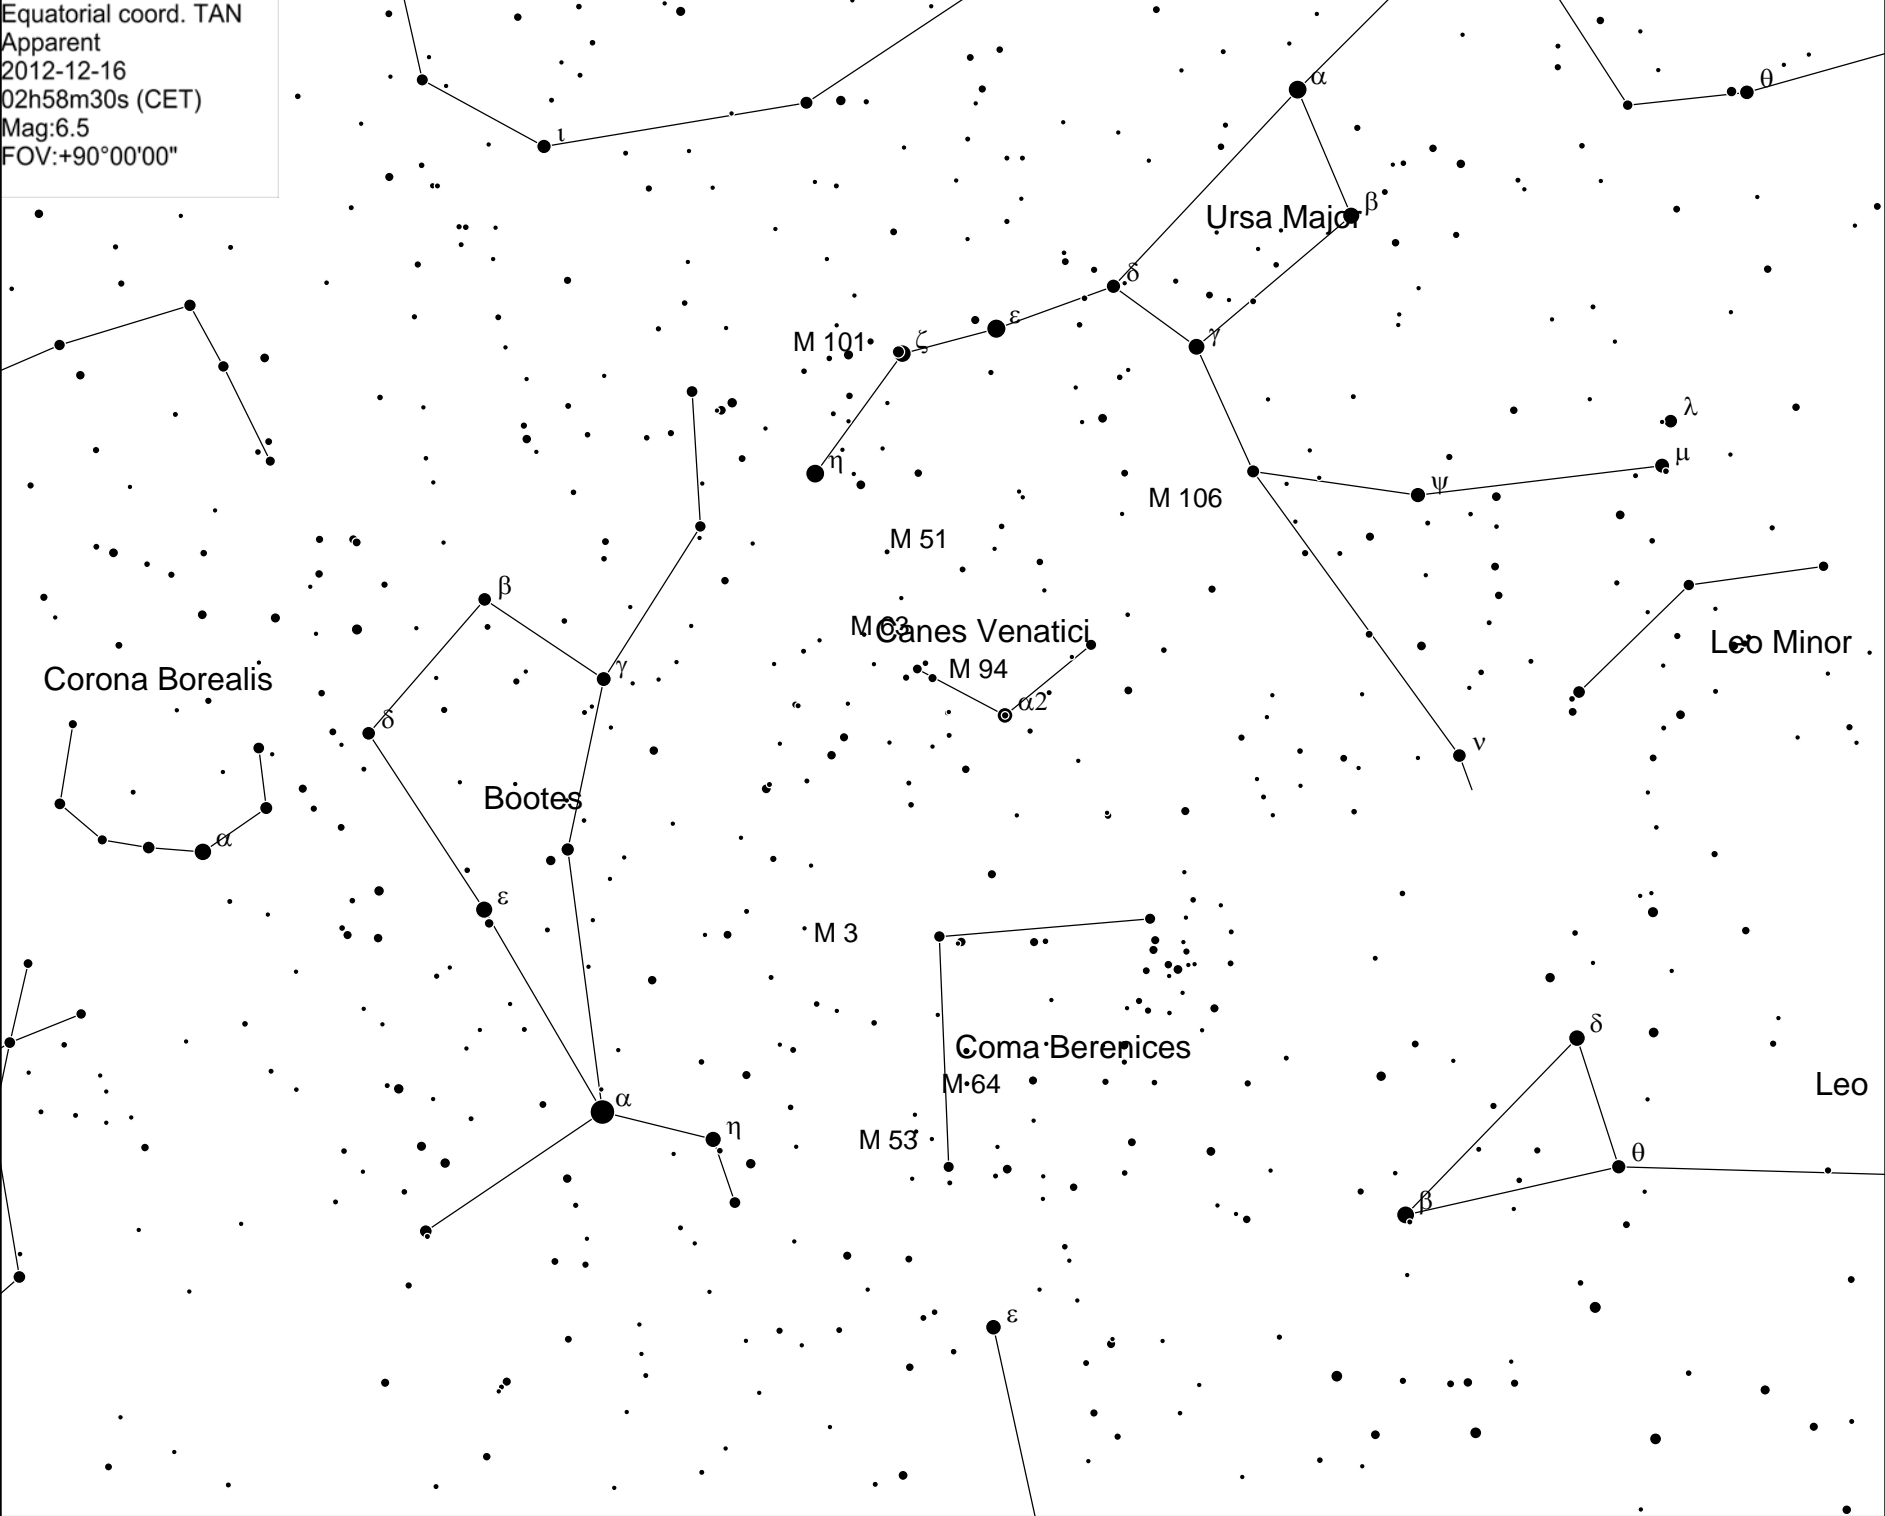 Equatorial coord. TAN
Apparent
2012-12-16
02h58m30s (CET)
Mag:6.5
FOV:+90°00'00"
α
θ
ι
β
Ursa Major
δ
ε
γ
M 101
ζ
λ
η
μ
ψ
M 106
M 51
β
M 63
Canes Venatici
Leo Minor
γ
M 94
Corona Borealis
α2
δ
ν
Bootes
α
ε
M 3
δ
Coma Berenices
M 64
Leo
α
η
M 53
θ
β
ε